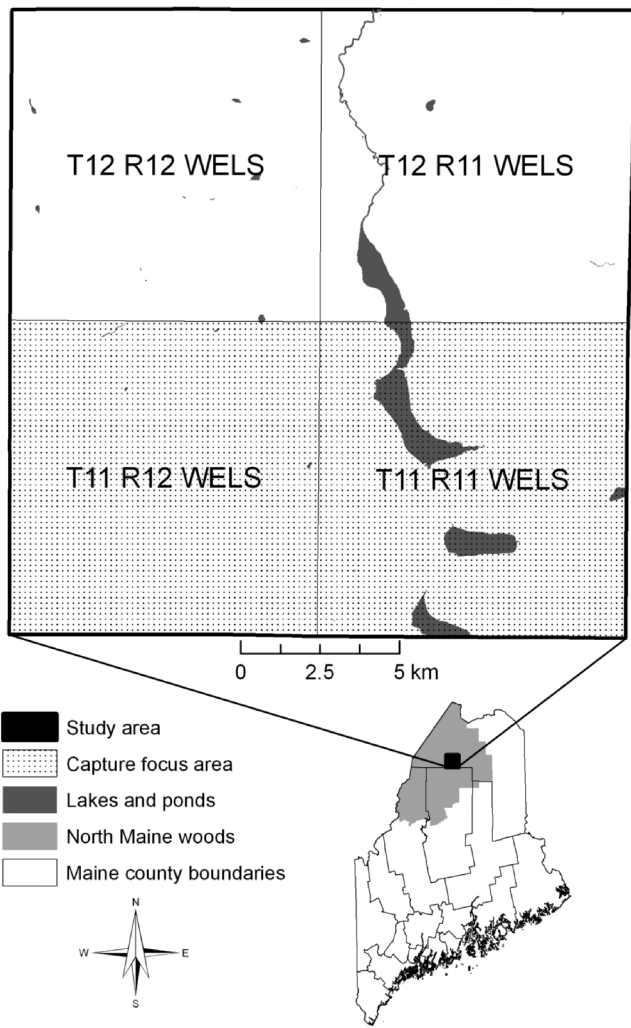 T12 R12 WELS
T12 R11 WELS
T11 R12 WELS
T11 R11 WELS
0 2.5 5 km
Study area
Capture focus area
Lakes and ponds
North Maine woods
Maine county boundaries
N
W E
S